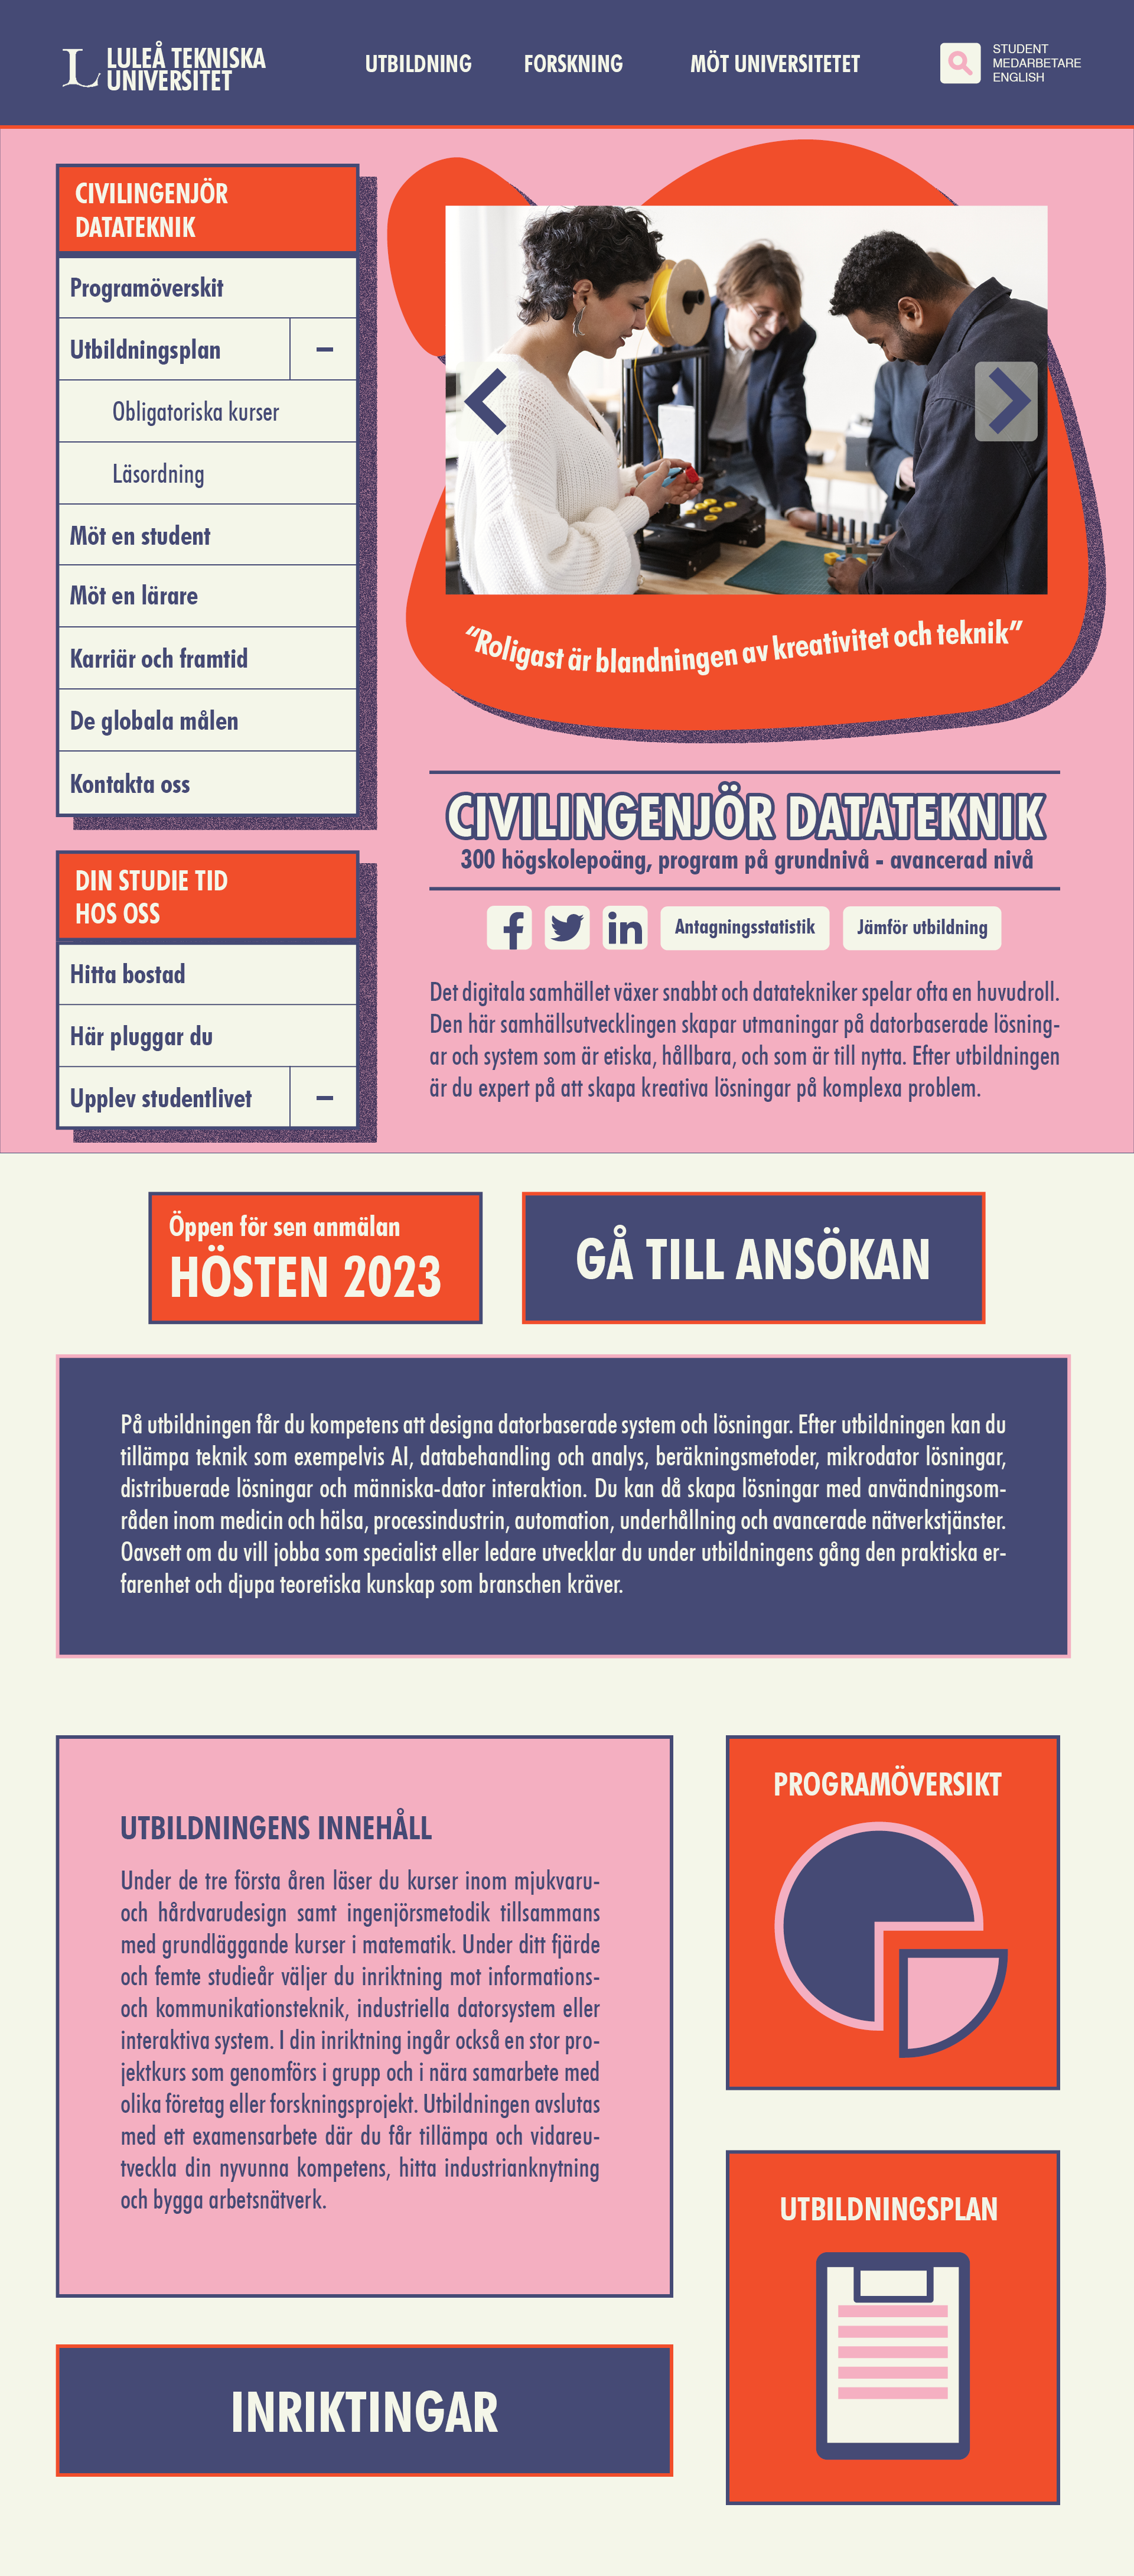 LULEÅ TEKNISKA
UNIVERSITET
UTBILDNING
FORSKNING
MÖT UNIVERSITETET
STUDENT
MEDARBETARE
ENGLISH
CIVILINGENJÖR
DATATEKNIK
Programöverskit
Utbildningsplan
Obligatoriska kurser
Läsordning
Möt en student
Möt en lärare
Karriär och framtid
De globala målen
Kontakta oss
DIN STUDIE TID
HOS OSS
Hitta bostad
Här pluggar du
Upplev studentlivet
"Roligast är blandningen av kreativitet och teknik"
CIVILINGENJÖR DATATEKNIK
300 högskolepoäng, program på grundnivå - avancerad nivå
Antagningsstatistik
Jämför utbildning
Det digitala samhället växer snabbt och datatekniker spelar ofta en huvudroll.
Den här samhällsutvecklingen skapar utmaningar på datorbaserade lösning-
ar och system som är etiska, hållbara, och som är till nytta. Efter utbildningen
är du expert på att skapa kreativa lösningar på komplexa problem.
Öppen för sen anmälan
HÖSTEN 2023
GÅ TILL ANSÖKAN
På utbildningen får du kompetens att designa datorbaserade system och lösningar. Efter utbildningen kan du
tillämpa teknik som exempelvis AI, databehandling och analys, beräkningsmetoder, mikrodator lösningar,
distribuerade lösningar och människa-dator interaktion. Du kan då skapa lösningar med användningsom-
råden inom medicin och hälsa, processindustrin, automation, underhållning och avancerade nätverkstjänster.
Oavsett om du vill jobba som specialist eller ledare utvecklar du under utbildningens gång den praktiska er-
farenhet och djupa teoretiska kunskap som branschen kräver.
UTBILDNINGENS INNEHÅLL
Under de tre första åren läser du kurser inom mjukvaru-
och hårdvarudesign samt ingenjörsmetodik tillsammans
med grundläggande kurser i matematik. Under ditt fjärde
och femte studieår väljer du inriktning mot informations-
och kommunikationsteknik, industriella datorsystem eller
interaktiva system. I din inriktning ingår också en stor pro-
jektkurs som genomförs i grupp och i nära samarbete med
olika företag eller forskningsprojekt. Utbildningen avslutas
med ett examensarbete där du får tillämpa och vidareu-
tveckla din nyvunna kompetens, hitta industrianknytning
och bygga arbetsnätverk.
PROGRAMÖVERSIKT
UTBILDNINGSPLAN
INRIKTINGAR